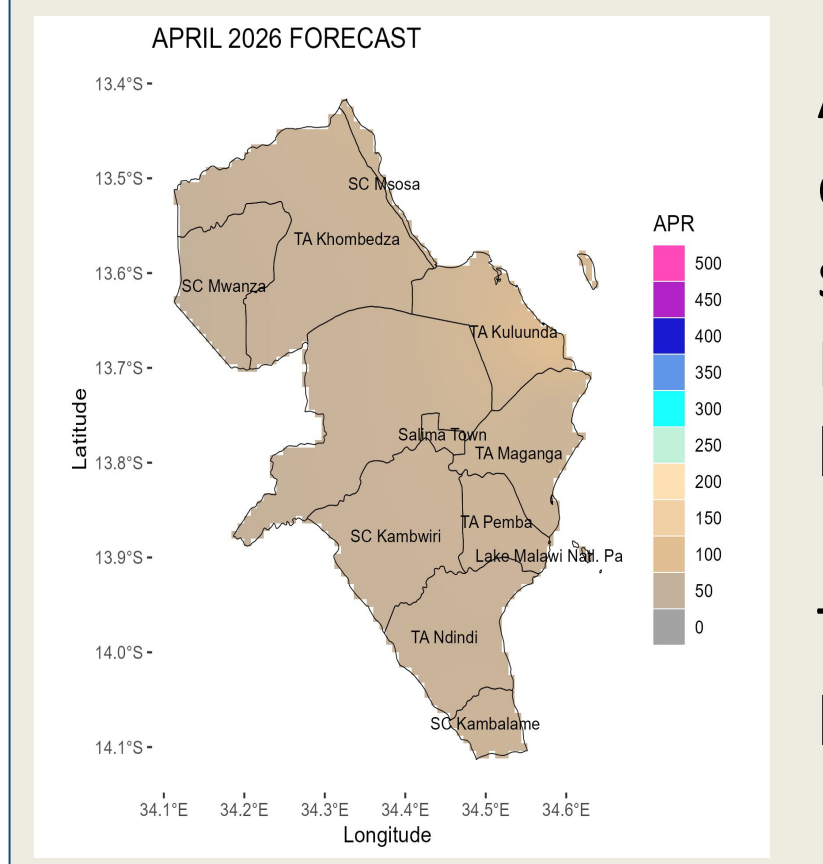 APRIL 2026 FORECAST
13.4°S
13.5°S
13.6°S
13.7°S
13.8°S
13.9°S
14.0°S
14.1°S
Latitude
SC Msosa
TA Khombedza
SC Mwanza
TA Kuluunda
Salima Town
TA Maganga
TA Pemba
SC Kambwiri
Lake Malawi
TA Ndindi
SC Kambalame
34.1°E 34.2°E 34.3°E 34.4°E 34.5°E 34.6°E
Longitude
APR
500
450
400
350
300
250
200
150
100
50
0